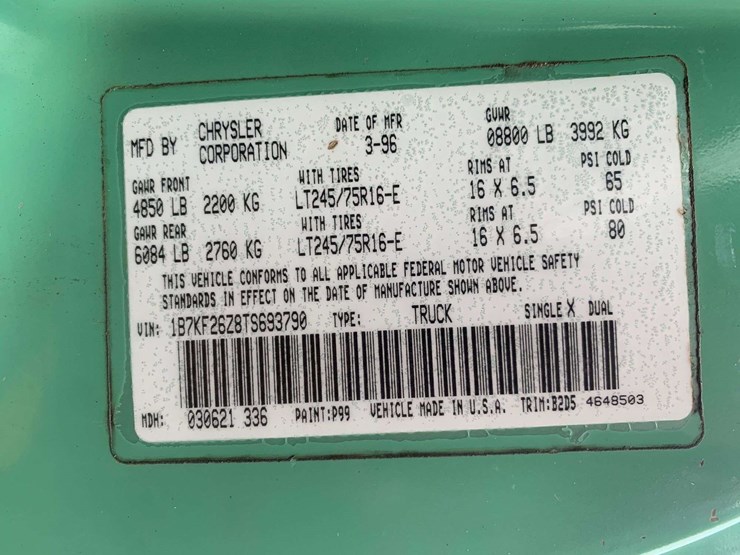 MFD BY CHRYSLER CORPORATION DATE OF MFR 3-96 GVWR 08800 LB 3992 KG
GAWR FRONT WITH TIRES RIMS AT PSI COLD
4850 LB 2200 KG LT245/75R16-E 16 X 6.5 65
GAWR REAR WITH TIRES RIMS AT PSI COLD
6084 LB 2760 KG LT245/75R16-E 16 X 6.5 80
THIS VEHICLE CONFORMS TO ALL APPLICABLE FEDERAL MOTOR VEHICLE SAFETY
STANDARDS IN EFFECT ON THE DATE OF MANUFACTURE SHOWN ABOVE.
VIN: 1B7KF26Z8TS693790 TYPE: TRUCK SINGLE X DUAL
MDH: 030621 336 PAINT:P99 VEHICLE MADE IN U.S.A. TRIM:B2D5 4648503